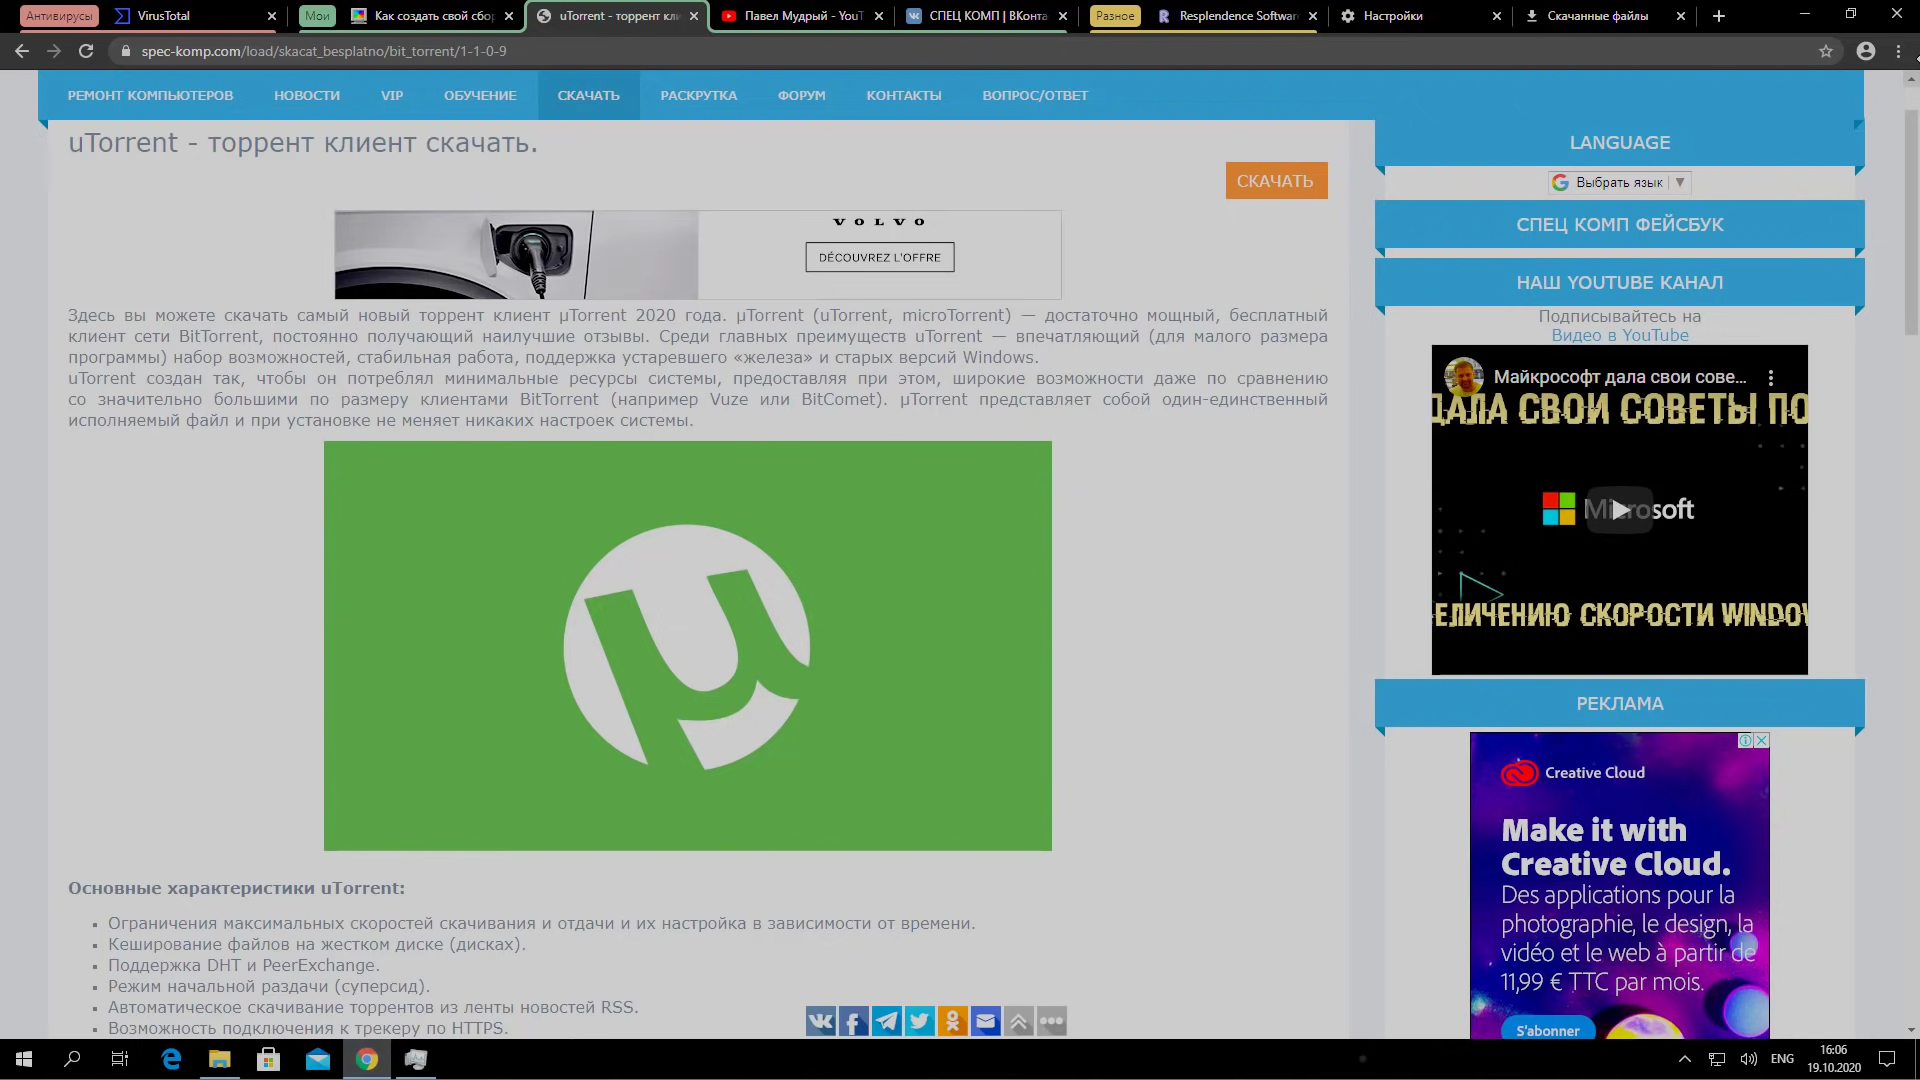 Антивирусы
VirusTotal
Мои
Как создать свой сбор
uTorrent - торрент кли
Павел Мудрый - YouT
СПЕЦ КОМП | ВКонта
Разное
Resplendence Software
Настройки
Скачанные файлы
spec-komp.com/load/skacat_besplatno/bit_torrent/1-1-0-9
РЕМОНТ КОМПЬЮТЕРОВ
НОВОСТИ
VIP
ОБУЧЕНИЕ
СКАЧАТЬ
РАСКРУТКА
ФОРУМ
КОНТАКТЫ
ВОПРОС/ОТВЕТ
uTorrent - торрент клиент скачать.
СКАЧАТЬ
VOLVO
DÉCOUVREZ L'OFFRE
Здесь вы можете скачать самый новый торрент клиент µTorrent 2020 года. µTorrent (uTorrent, microTorrent) — достаточно мощный, бесплатный
клиент сети BitTorrent, постоянно получающий наилучшие отзывы. Среди главных преимуществ uTorrent — впечатляющий (для малого размера
программы) набор возможностей, стабильная работа, поддержка устаревшего «железа» и старых версий Windows.
uTorrent создан так, чтобы он потреблял минимальные ресурсы системы, предоставляя при этом, широкие возможности даже по сравнению
со значительно большими по размеру клиентами BitTorrent (например Vuze или BitComet). µTorrent представляет собой один-единственный
исполняемый файл и при установке не меняет никаких настроек системы.
µ
Основные характеристики uTorrent:
Ограничения максимальных скоростей скачивания и отдачи и их настройка в зависимости от времени.
Кеширование файлов на жестком диске (дисках).
Поддержка DHT и PeerExchange.
Режим начальной раздачи (суперсид).
Автоматическое скачивание торрентов из ленты новостей RSS.
Возможность подключения к трекеру по HTTPS.
LANGUAGE
Выбрать язык
СПЕЦ КОМП ФЕЙСБУК
НАШ YOUTUBE КАНАЛ
Подписывайтесь на
Видео в YouTube
Майкрософт дала свои сове...
ДАЛА СВОИ СОВЕТЫ ПО
Microsoft
ЕЛИЧЕНИЮ СКОРОСТИ WINDOW
РЕКЛАМА
Creative Cloud
Make it with
Creative Cloud.
Des applications pour la
photographie, le design, la
vidéo et le web à partir de
11,99 € TTC par mois.
S'abonner
ENG
16:06
19.10.2020